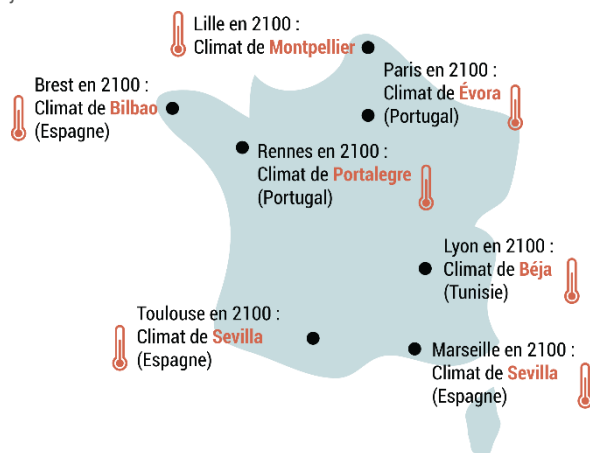 Lille en 2100 :
Climat de Montpellier
Brest en 2100 :
Climat de Bilbao
(Espagne)
Paris en 2100 :
Climat de Évora
(Portugal)
Rennes en 2100 :
Climat de Portalegre
(Portugal)
Lyon en 2100 :
Climat de Béja
(Tunisie)
Toulouse en 2100 :
Climat de Sevilla
(Espagne)
Marseille en 2100 :
Climat de Sevilla
(Espagne)